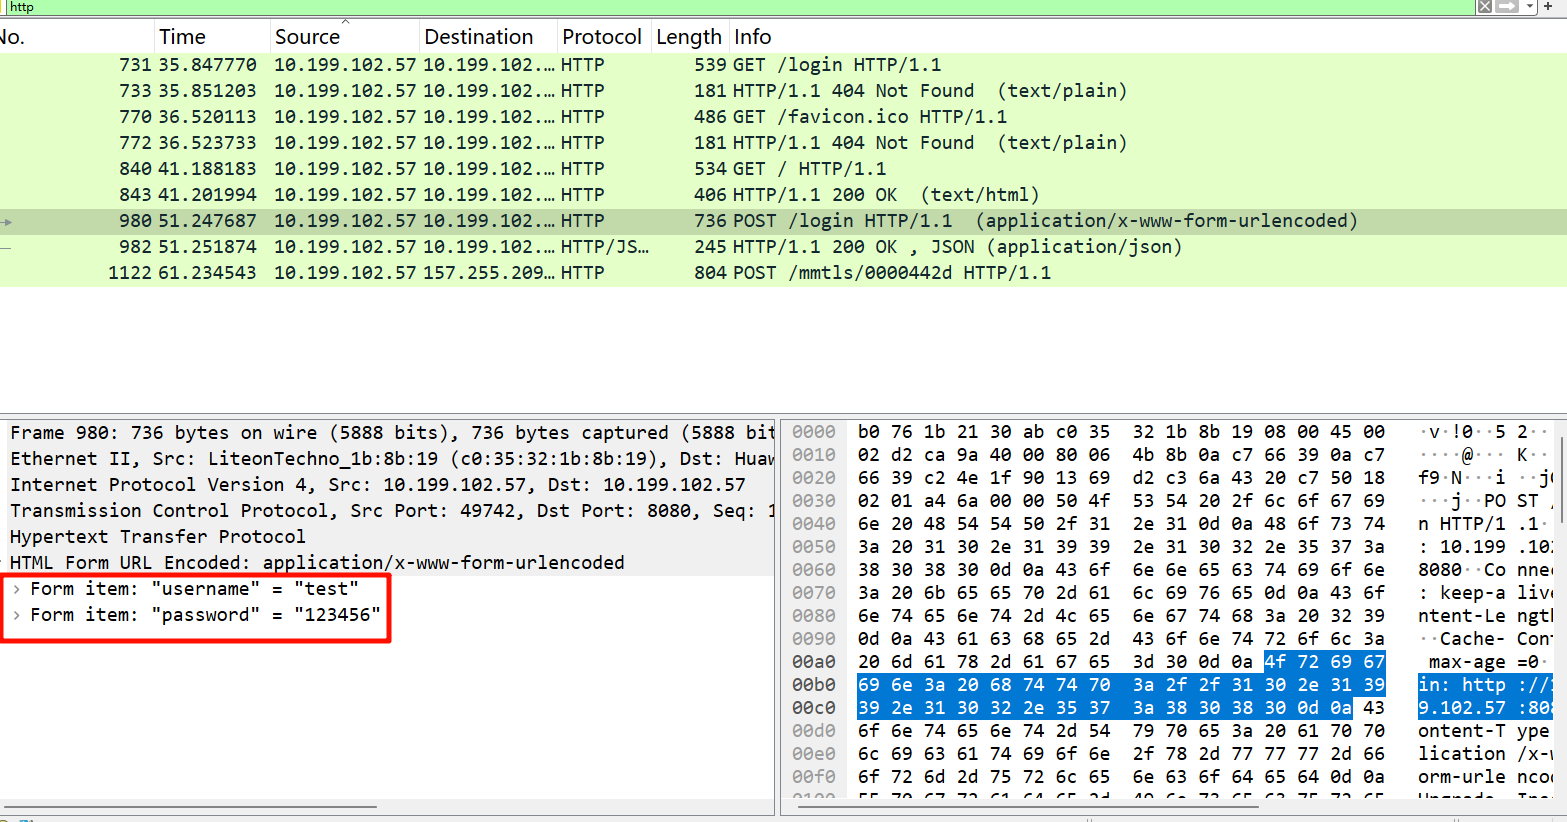 http
No. Time Source Destination Protocol Length Info
731 35.847770 10.199.102.57 10.199.102.… HTTP 539 GET /login HTTP/1.1
733 35.851203 10.199.102.57 10.199.102.… HTTP 181 HTTP/1.1 404 Not Found (text/plain)
770 36.520113 10.199.102.57 10.199.102.… HTTP 486 GET /favicon.ico HTTP/1.1
772 36.523733 10.199.102.57 10.199.102.… HTTP 181 HTTP/1.1 404 Not Found (text/plain)
840 41.188183 10.199.102.57 10.199.102.… HTTP 534 GET / HTTP/1.1
843 41.201994 10.199.102.57 10.199.102.… HTTP 406 HTTP/1.1 200 OK (text/html)
980 51.247687 10.199.102.57 10.199.102.… HTTP 736 POST /login HTTP/1.1 (application/x-www-form-urlencoded)
982 51.251874 10.199.102.57 10.199.102.… HTTP/JS… 245 HTTP/1.1 200 OK , JSON (application/json)
1122 61.234543 10.199.102.57 157.255.209… HTTP 804 POST /mmtls/0000442d HTTP/1.1
Frame 980: 736 bytes on wire (5888 bits), 736 bytes captured (5888 bit
Ethernet II, Src: LiteonTechno_1b:8b:19 (c0:35:32:1b:8b:19), Dst: Huaw
Internet Protocol Version 4, Src: 10.199.102.57, Dst: 10.199.102.57
Transmission Control Protocol, Src Port: 49742, Dst Port: 8080, Seq: 1
Hypertext Transfer Protocol
HTML Form URL Encoded: application/x-www-form-urlencoded
Form item: "username" = "test"
Form item: "password" = "123456"
0000 b0 76 1b 21 30 ab c0 35 32 1b 8b 19 08 00 45 00 ·v·!0··52··
0010 02 d2 ca 9a 40 00 80 06 4b 8b 0a c7 66 39 0a c7 ····@···K···
0020 66 39 c2 4e 1f 90 13 69 d2 c3 6a 43 20 c7 50 18 f9·N···i··jC
0030 02 01 a4 6a 00 00 50 4f 53 54 20 2f 6c 6f 67 69 ···j··POST /
0040 6e 20 48 54 54 50 2f 31 2e 31 0d 0a 48 6f 73 74 n HTTP/1.1··
0050 3a 20 31 30 2e 31 39 39 2e 31 30 32 2e 35 37 3a : 10.199.102
0060 38 30 38 30 0d 0a 43 6f 6e 6e 65 63 74 69 6f 6e 8080··Connec
0070 3a 20 6b 65 65 70 2d 61 6c 69 76 65 0d 0a 43 6f : keep-alive
0080 6e 74 65 6e 74 2d 4c 65 6e 67 74 68 3a 20 32 39 ntent-Length
0090 0d 0a 43 61 63 68 65 2d 43 6f 6e 74 72 6f 6c 3a ··Cache-Cont
00a0 20 6d 61 78 2d 61 67 65 3d 30 0d 0a 4f 72 69 67 max-age=0··
00b0 69 6e 3a 20 68 74 74 70 3a 2f 2f 31 30 2e 31 39 in: http://1
00c0 39 2e 31 30 32 2e 35 37 3a 38 30 38 30 0d 0a 43 9.102.57:808
00d0 6f 6e 74 65 6e 74 2d 54 79 70 65 3a 20 61 70 70 ontent-Type
00e0 6c 69 63 61 74 69 6f 6e 2f 78 2d 77 77 77 2d 66 lication/x-w
00f0 6f 72 6d 2d 75 72 6c 65 6e 63 6f 64 65 64 0d 0a orm-urlencod